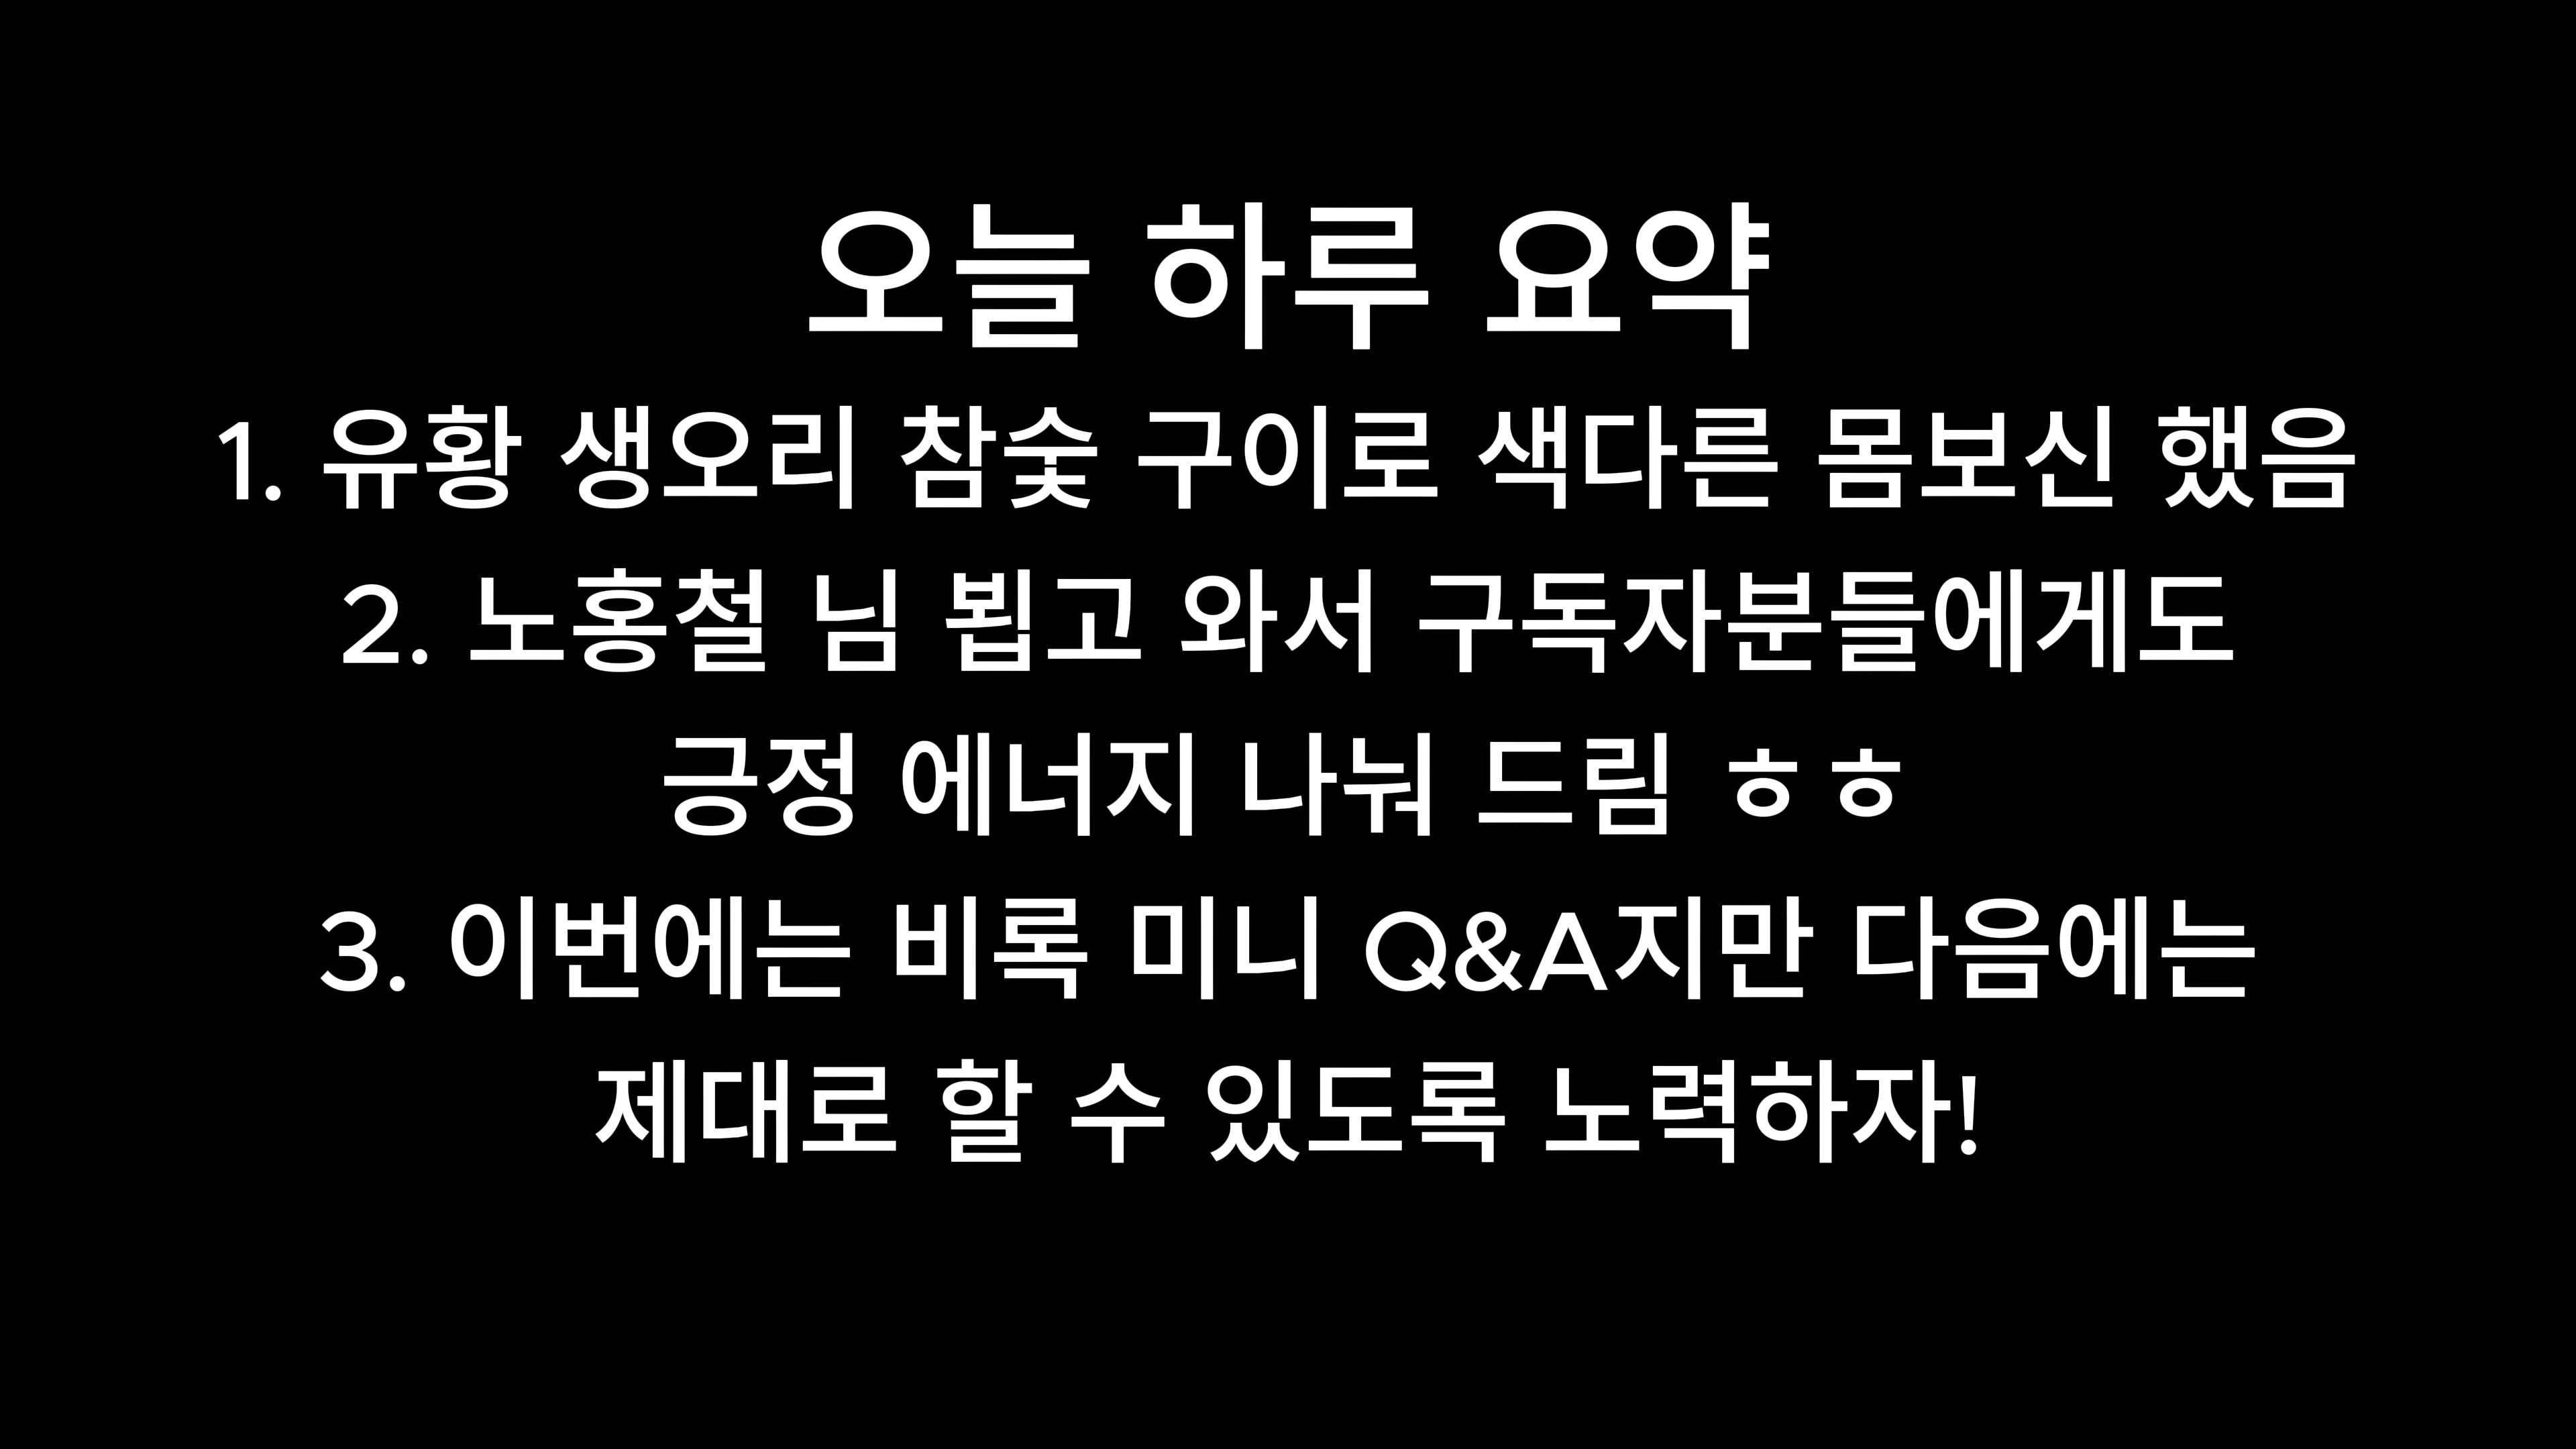 오늘 하루 요약
1. 유황 생오리 참숯 구이로 색다른 몸보신 했음
2. 노홍철 님 뵙고 와서 구독자분들에게도
긍정 에너지 나눠 드림 ㅎㅎ
3. 이번에는 비록 미니 Q&A지만 다음에는
제대로 할 수 있도록 노력하자!